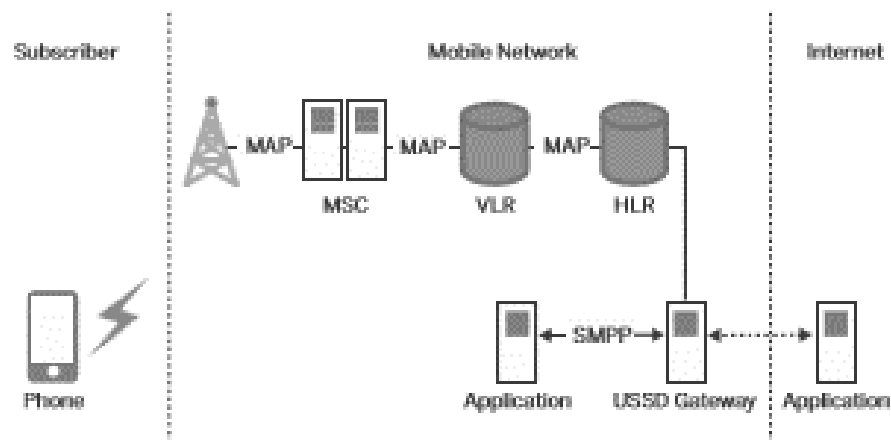 Subscriber
Mobile Network
Internet
MAP
MAP
MAP
MSC
VLR
HLR
SMPP
Phone
Application
USSD Gateway
Application